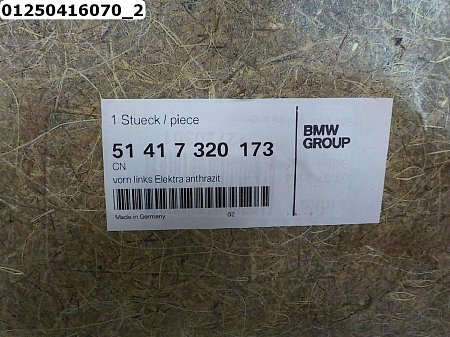 01250416070_2
1 Stueck / piece
51 41 7 320 173
CN
vorn links Elektra anthrazit
Made in Germany
02
BMW
GROUP